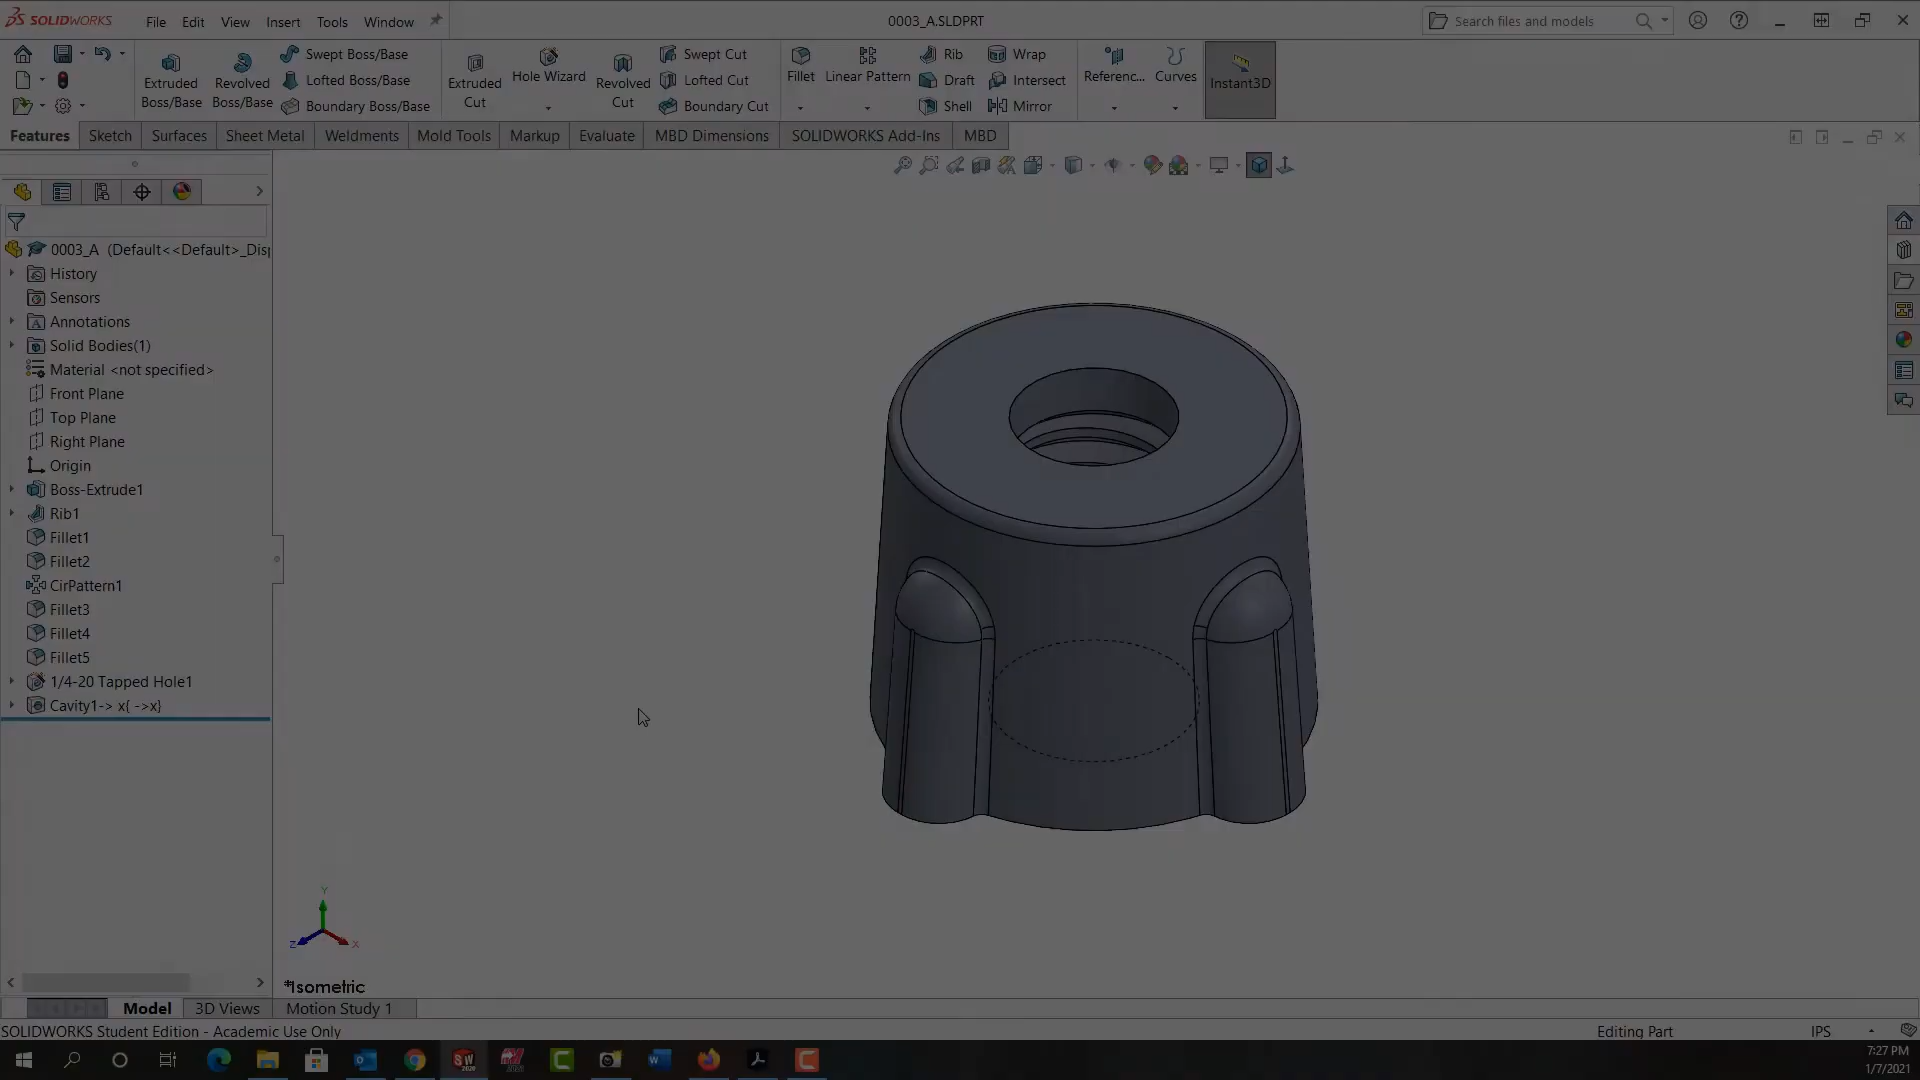 SOLIDWORKS File Edit View Insert Tools Window 0003_A.SLDPRT Search files and models
Extruded Boss/Base
Revolved Boss/Base
Swept Boss/Base
Lofted Boss/Base
Boundary Boss/Base
Extruded Cut
Hole Wizard
Revolved Cut
Swept Cut
Lofted Cut
Boundary Cut
Fillet
Linear Pattern
Rib
Draft
Shell
Wrap
Intersect
Mirror
Referenc...
Curves
Instant3D
Features Sketch Surfaces Sheet Metal Weldments Mold Tools Markup Evaluate MBD Dimensions SOLIDWORKS Add-Ins MBD
0003_A (Default<<Default>_Disp
History
Sensors
Annotations
Solid Bodies(1)
Material <not specified>
Front Plane
Top Plane
Right Plane
Origin
Boss-Extrude1
Rib1
Fillet1
Fillet2
CirPattern1
Fillet3
Fillet4
Fillet5
1/4-20 Tapped Hole1
Cavity1-> x{ ->x}
Y
Z
X
*Isometric
Model 3D Views Motion Study 1
SOLIDWORKS Student Edition - Academic Use Only Editing Part IPS
7:27 PM
1/7/2021